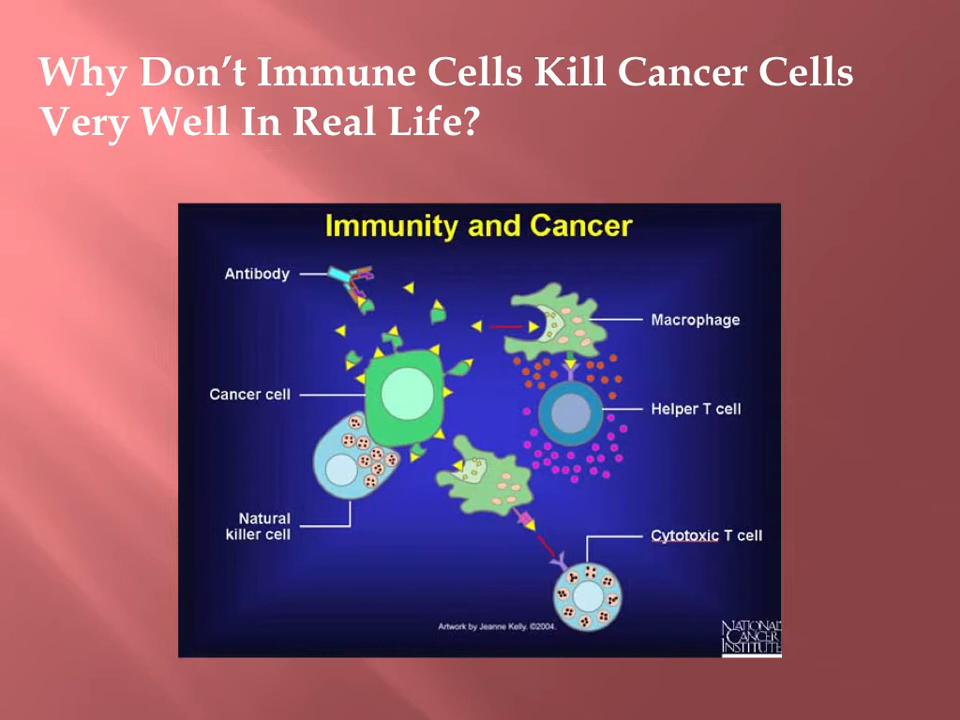 Why Don’t Immune Cells Kill Cancer Cells
Very Well In Real Life?
Immunity and Cancer
Antibody
Macrophage
Cancer cell
Helper T cell
Natural
killer cell
Cytotoxic T cell
Artwork by Jeanne Kelly. ©2004.
NATIONAL
CANCER
INSTITUTE